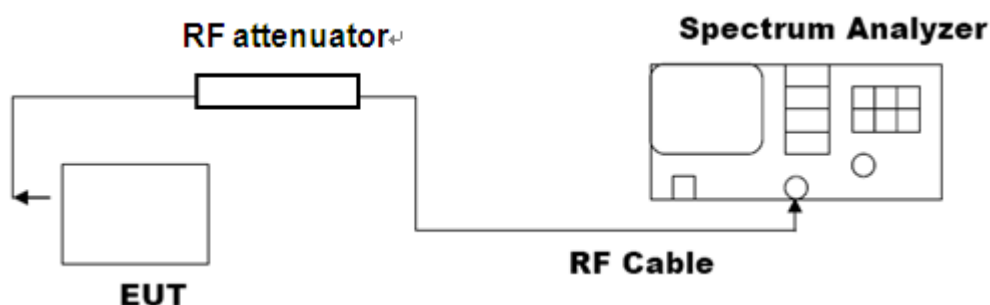 RF attenuator↵
Spectrum Analyzer
RF Cable
EUT